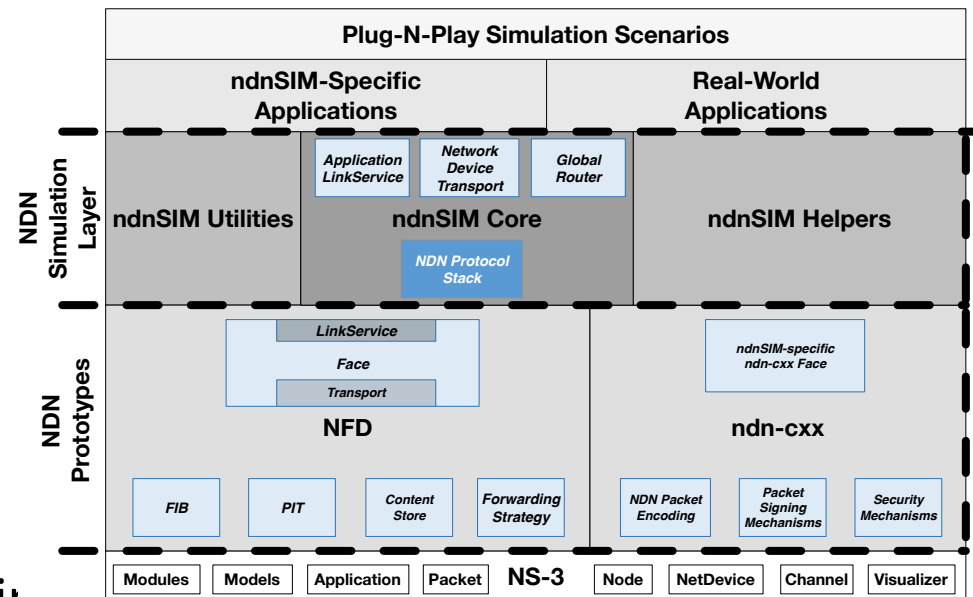 Plug-N-Play Simulation Scenarios
ndnSIM-Specific
Applications
Real-World
Applications
NDN
Simulation
Layer
Application
LinkService
Network
Device
Transport
Global
Router
ndnSIM Utilities
ndnSIM Core
ndnSIM Helpers
NDN Protocol
Stack
NDN
Prototypes
LinkService
Face
Transport
NFD
ndnSIM-specific
ndn-cxx Face
ndn-cxx
FIB
PIT
Content
Store
Forwarding
Strategy
NDN Packet
Encoding
Packet
Signing
Mechanisms
Security
Mechanisms
Modules
Models
Application
Packet
NS-3
Node
NetDevice
Channel
Visualizer